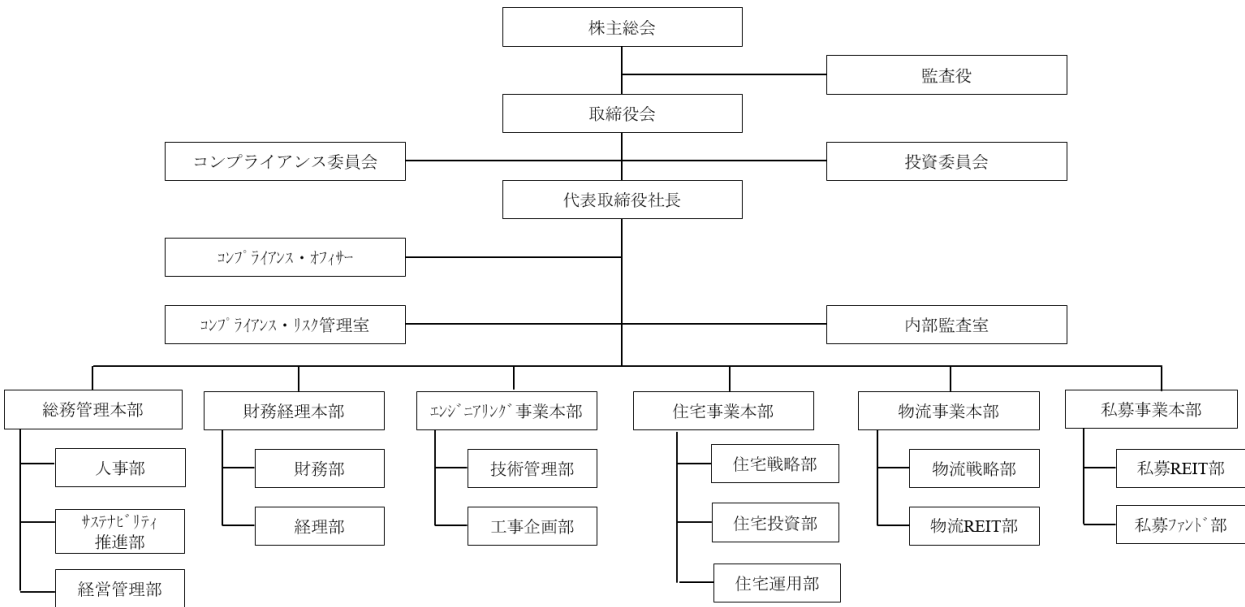 株主総会
監査役
取締役会
コンプライアンス委員会
投資委員会
代表取締役社長
ｺﾝﾌﾟﾗｲｱﾝｽ・ｵﾌｨｻｰ
ｺﾝﾌﾟﾗｲｱﾝｽ・ﾘｽｸ管理室
内部監査室
総務管理本部
財務経理本部
ｴﾝｼﾞﾆｱﾘﾝｸﾞ事業本部
住宅事業本部
物流事業本部
私募事業本部
人事部
ｻｽﾃﾅﾋﾞﾘﾃｨ
推進部
経営管理部
財務部
経理部
技術管理部
工事企画部
住宅戦略部
住宅投資部
住宅運用部
物流戦略部
物流REIT部
私募REIT部
私募ﾌｧﾝﾄﾞ部